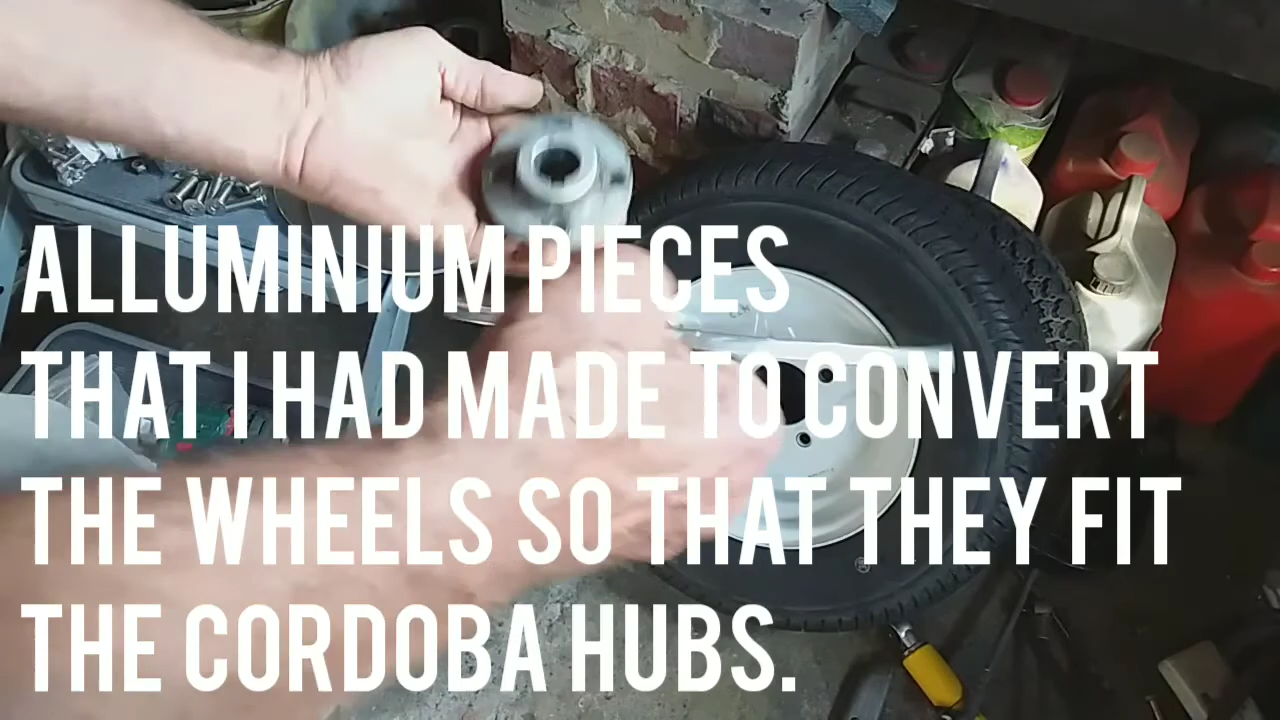 ALLUMINIUM PIECES
THAT I HAD MADE TO CONVERT
THE WHEELS SO THAT THEY FIT
THE CORDOBA HUBS.